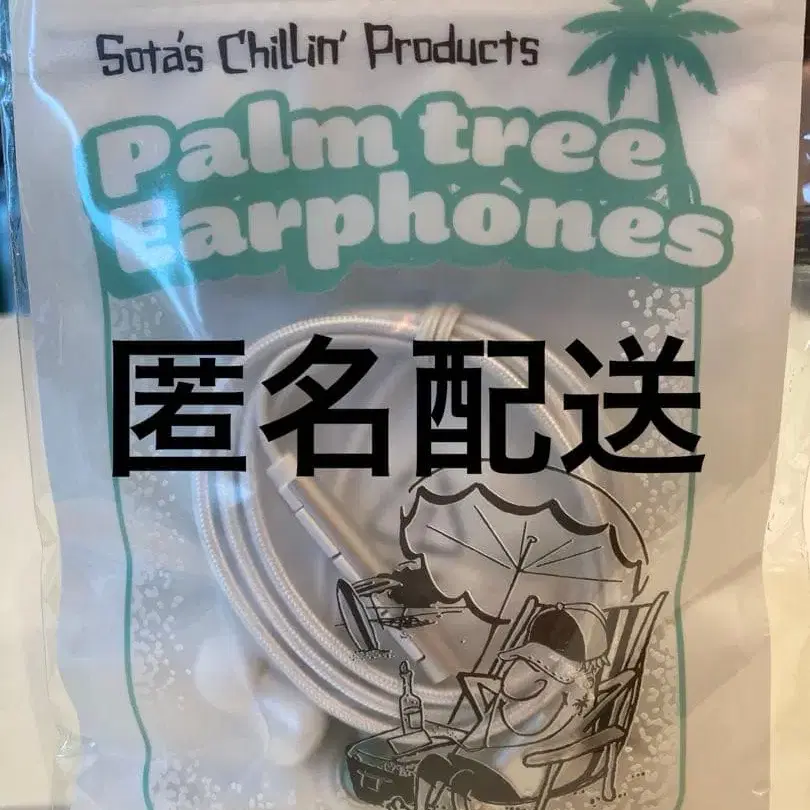 Sota's Chillin' Products
Palm tree
Earphones
匿名配送